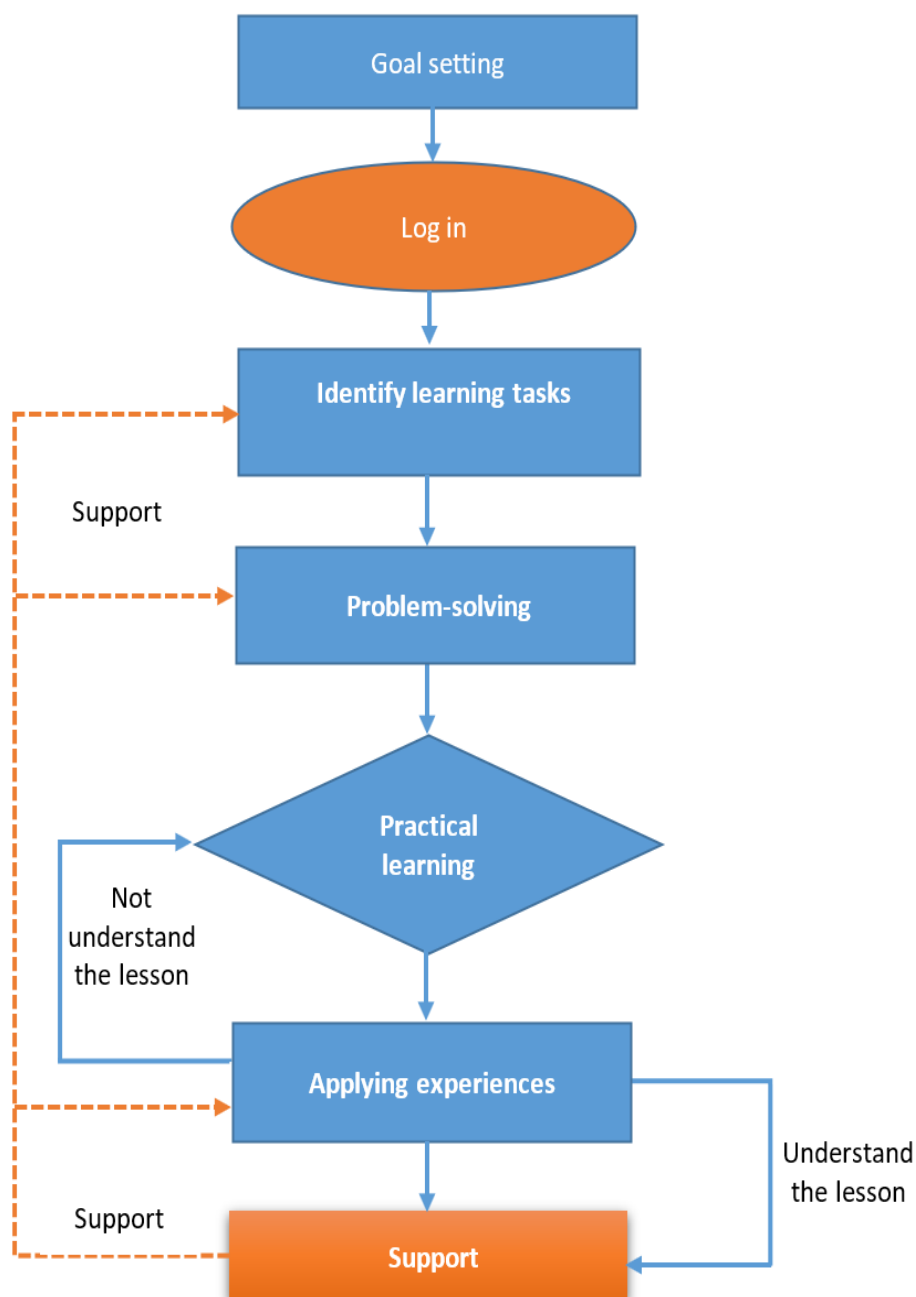 Goal setting
Log in
Identify learning tasks
Support
Problem-solving
Practical
learning
Not
understand
the lesson
Applying experiences
Understand
the lesson
Support
Support